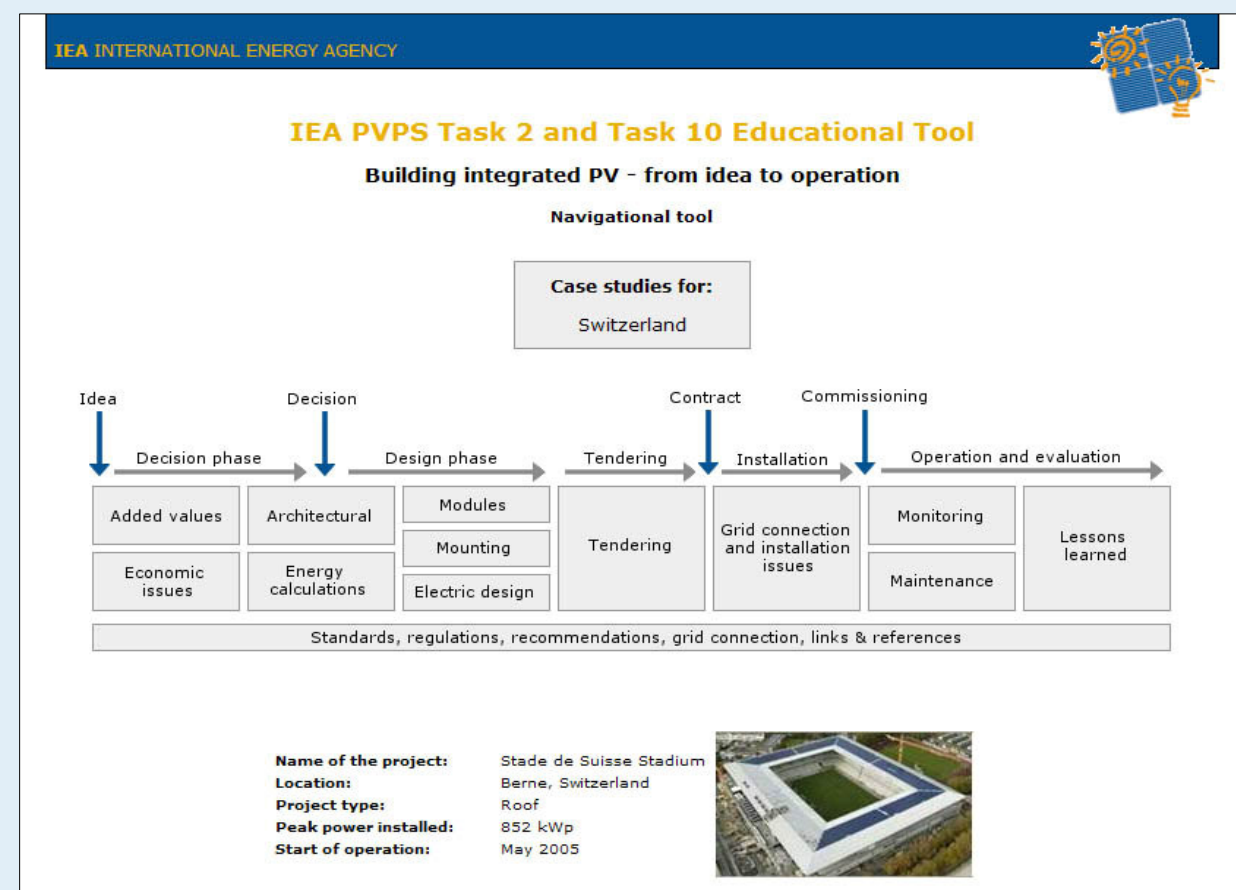 IEA INTERNATIONAL ENERGY AGENCY
IEA PVPS Task 2 and Task 10 Educational Tool
Building integrated PV - from idea to operation
Navigational tool
Case studies for:
Switzerland
Idea
Decision
Contract
Commissioning
Decision phase
Design phase
Tendering
Installation
Operation and evaluation
Added values
Economic
issues
Architectural
Energy
calculations
Modules
Mounting
Electric design
Tendering
Grid connection
and installation
issues
Monitoring
Maintenance
Lessons
learned
Standards, regulations, recommendations, grid connection, links & references
Name of the project: Stade de Suisse Stadium
Location: Berne, Switzerland
Project type: Roof
Peak power installed: 852 kWp
Start of operation: May 2005